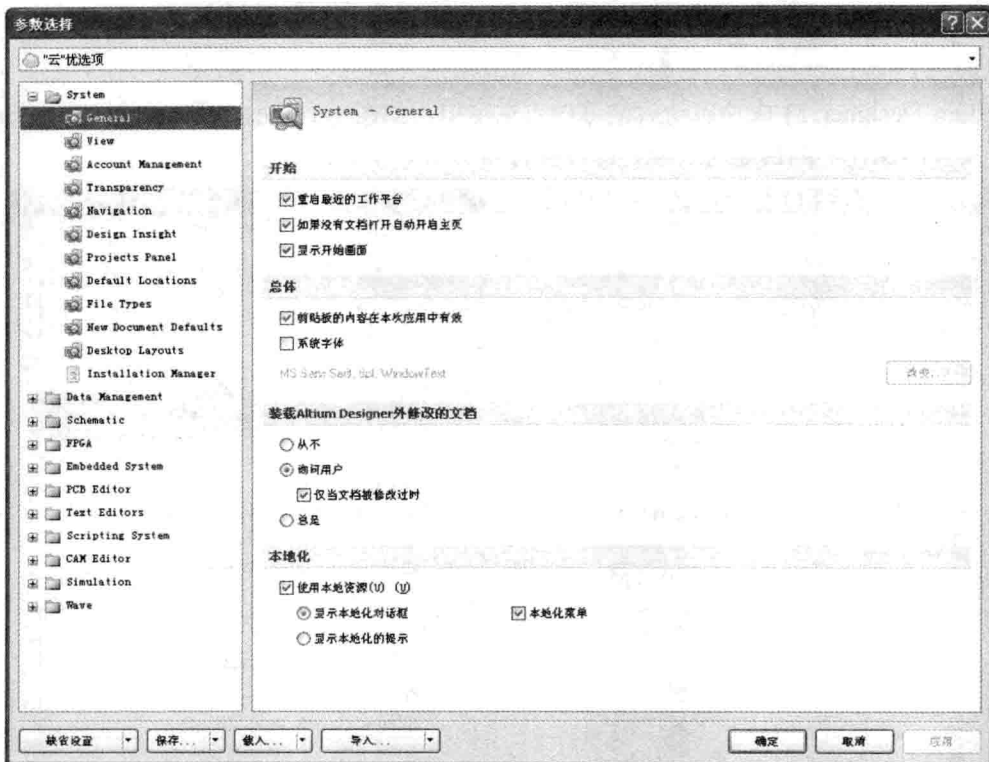 参数选择
"云"优选项
System
General
View
Account Management
Transparency
Navigation
Design Insight
Projects Panel
Default Locations
File Types
New Document Defaults
Desktop Layouts
Installation Manager
Data Management
Schematic
FPGA
Embedded System
PCB Editor
Text Editors
Scripting System
CAM Editor
Simulation
Wave
System - General
开始
重启最近的工作平台
如果没有文档打开自动开启主页
显示开始画面
总体
剪贴板的内容在本次应用中有效
系统字体
MS Sans Serif, 8pt, WindowText
改变...
装载Altium Designer外修改的文档
从不
询问用户
仅当文档被修改过时
总是
本地化
使用本地资源(U) (U)
显示本地化对话框
本地化菜单
显示本地化的提示
缺省设置
保存...
载入...
导入...
确定
取消
应用